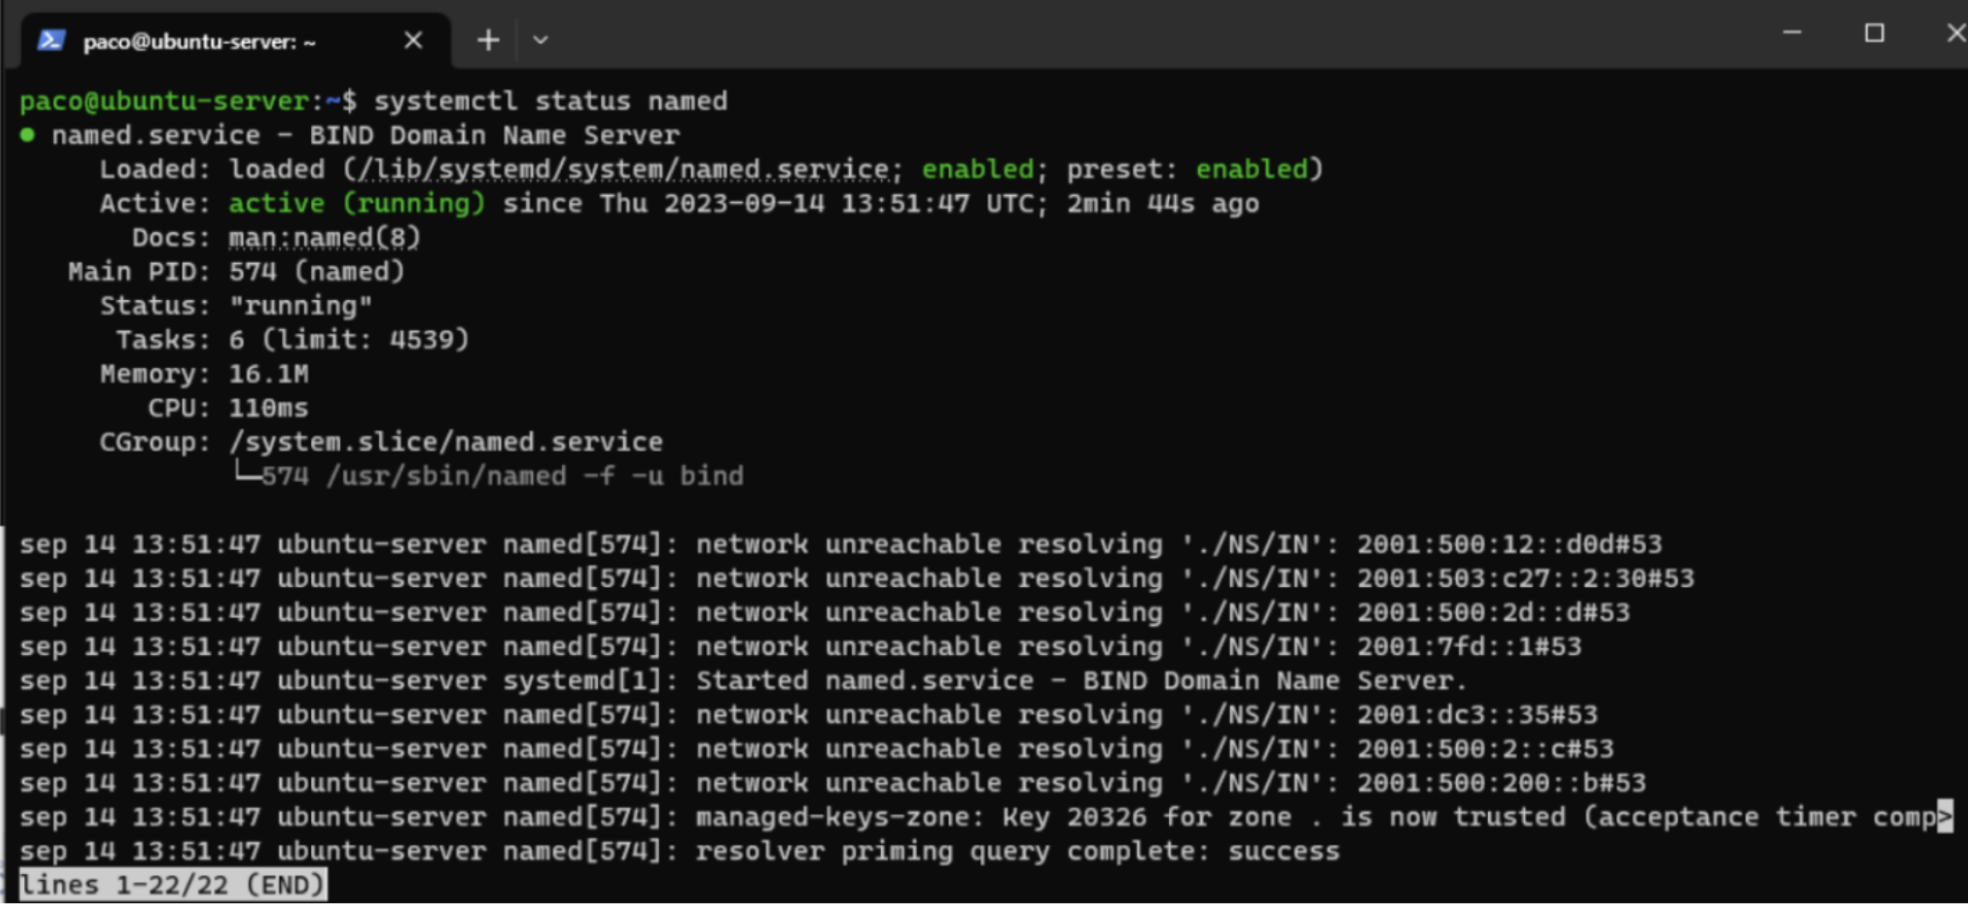 paco@ubuntu-server: ~
paco@ubuntu-server:~$ systemctl status named
● named.service - BIND Domain Name Server
Loaded: loaded (/lib/systemd/system/named.service; enabled; preset: enabled)
Active: active (running) since Thu 2023-09-14 13:51:47 UTC; 2min 44s ago
Docs: man:named(8)
Main PID: 574 (named)
Status: "running"
Tasks: 6 (limit: 4539)
Memory: 16.1M
CPU: 110ms
CGroup: /system.slice/named.service
└─574 /usr/sbin/named -f -u bind
sep 14 13:51:47 ubuntu-server named[574]: network unreachable resolving './NS/IN': 2001:500:12::d0d#53
sep 14 13:51:47 ubuntu-server named[574]: network unreachable resolving './NS/IN': 2001:503:c27::2:30#53
sep 14 13:51:47 ubuntu-server named[574]: network unreachable resolving './NS/IN': 2001:500:2d::d#53
sep 14 13:51:47 ubuntu-server named[574]: network unreachable resolving './NS/IN': 2001:7fd::1#53
sep 14 13:51:47 ubuntu-server systemd[1]: Started named.service - BIND Domain Name Server.
sep 14 13:51:47 ubuntu-server named[574]: network unreachable resolving './NS/IN': 2001:dc3::35#53
sep 14 13:51:47 ubuntu-server named[574]: network unreachable resolving './NS/IN': 2001:500:2::c#53
sep 14 13:51:47 ubuntu-server named[574]: network unreachable resolving './NS/IN': 2001:500:200::b#53
sep 14 13:51:47 ubuntu-server named[574]: managed-keys-zone: Key 20326 for zone . is now trusted (acceptance timer comp>
sep 14 13:51:47 ubuntu-server named[574]: resolver priming query complete: success
lines 1-22/22 (END)